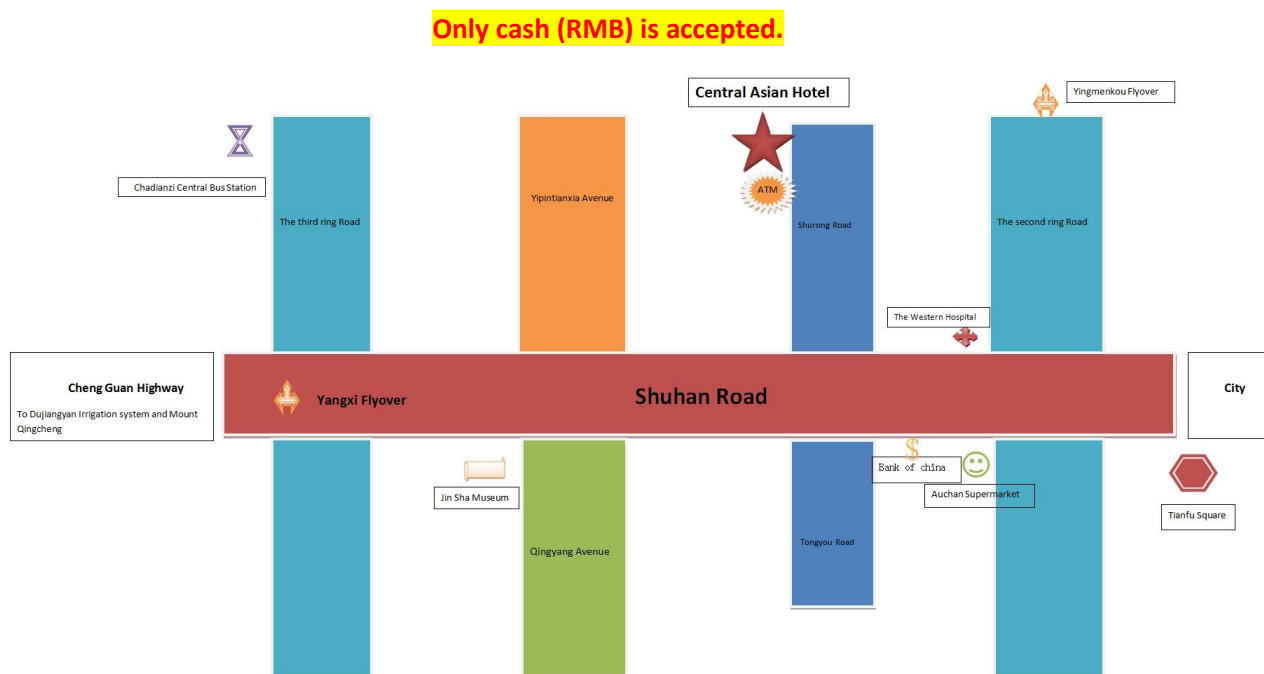 Only cash (RMB) is accepted.
Central Asian Hotel
Yingmenkou Flyover
Chadianzi Central Bus Station
ATM
Yipintianxia Avenue
The third ring Road
Shurong Road
The second ring Road
The Western Hospital
Cheng Guan Highway
To Dujiangyan Irrigation system and Mount
Qingcheng
Yangxi Flyover
Shuhan Road
City
$
Bank of china
Jin Sha Museum
Auchan Supermarket
Tianfu Square
Qingyang Avenue
Tongyou Road